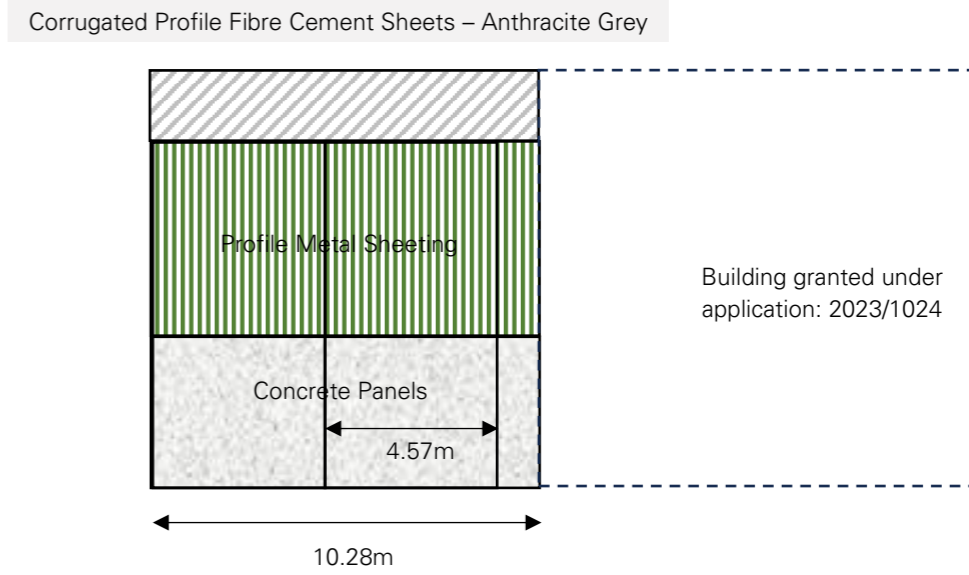 Corrugated Profile Fibre Cement Sheets – Anthracite Grey
Profile Metal Sheeting
Building granted under
application: 2023/1024
Concrete Panels
4.57m
10.28m